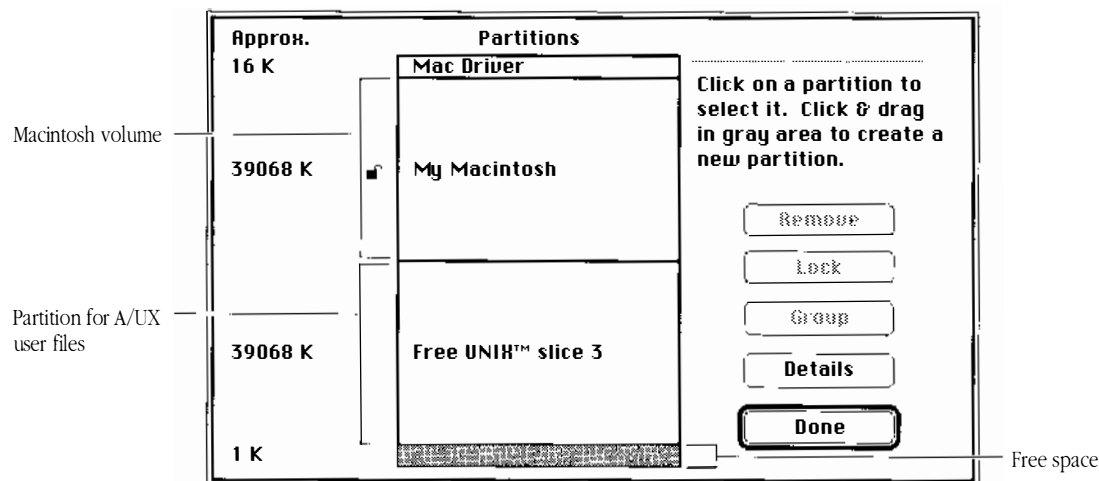 Approx.
Partitions
16 K
Mac Driver
Click on a partition to
select it. Click & drag
in gray area to create a
new partition.
Macintosh volume
39068 K
My Macintosh
Remove
Lock
Group
Partition for A/UX
user files
39068 K
Free UNIX™ slice 3
Details
Done
1 K
Free space